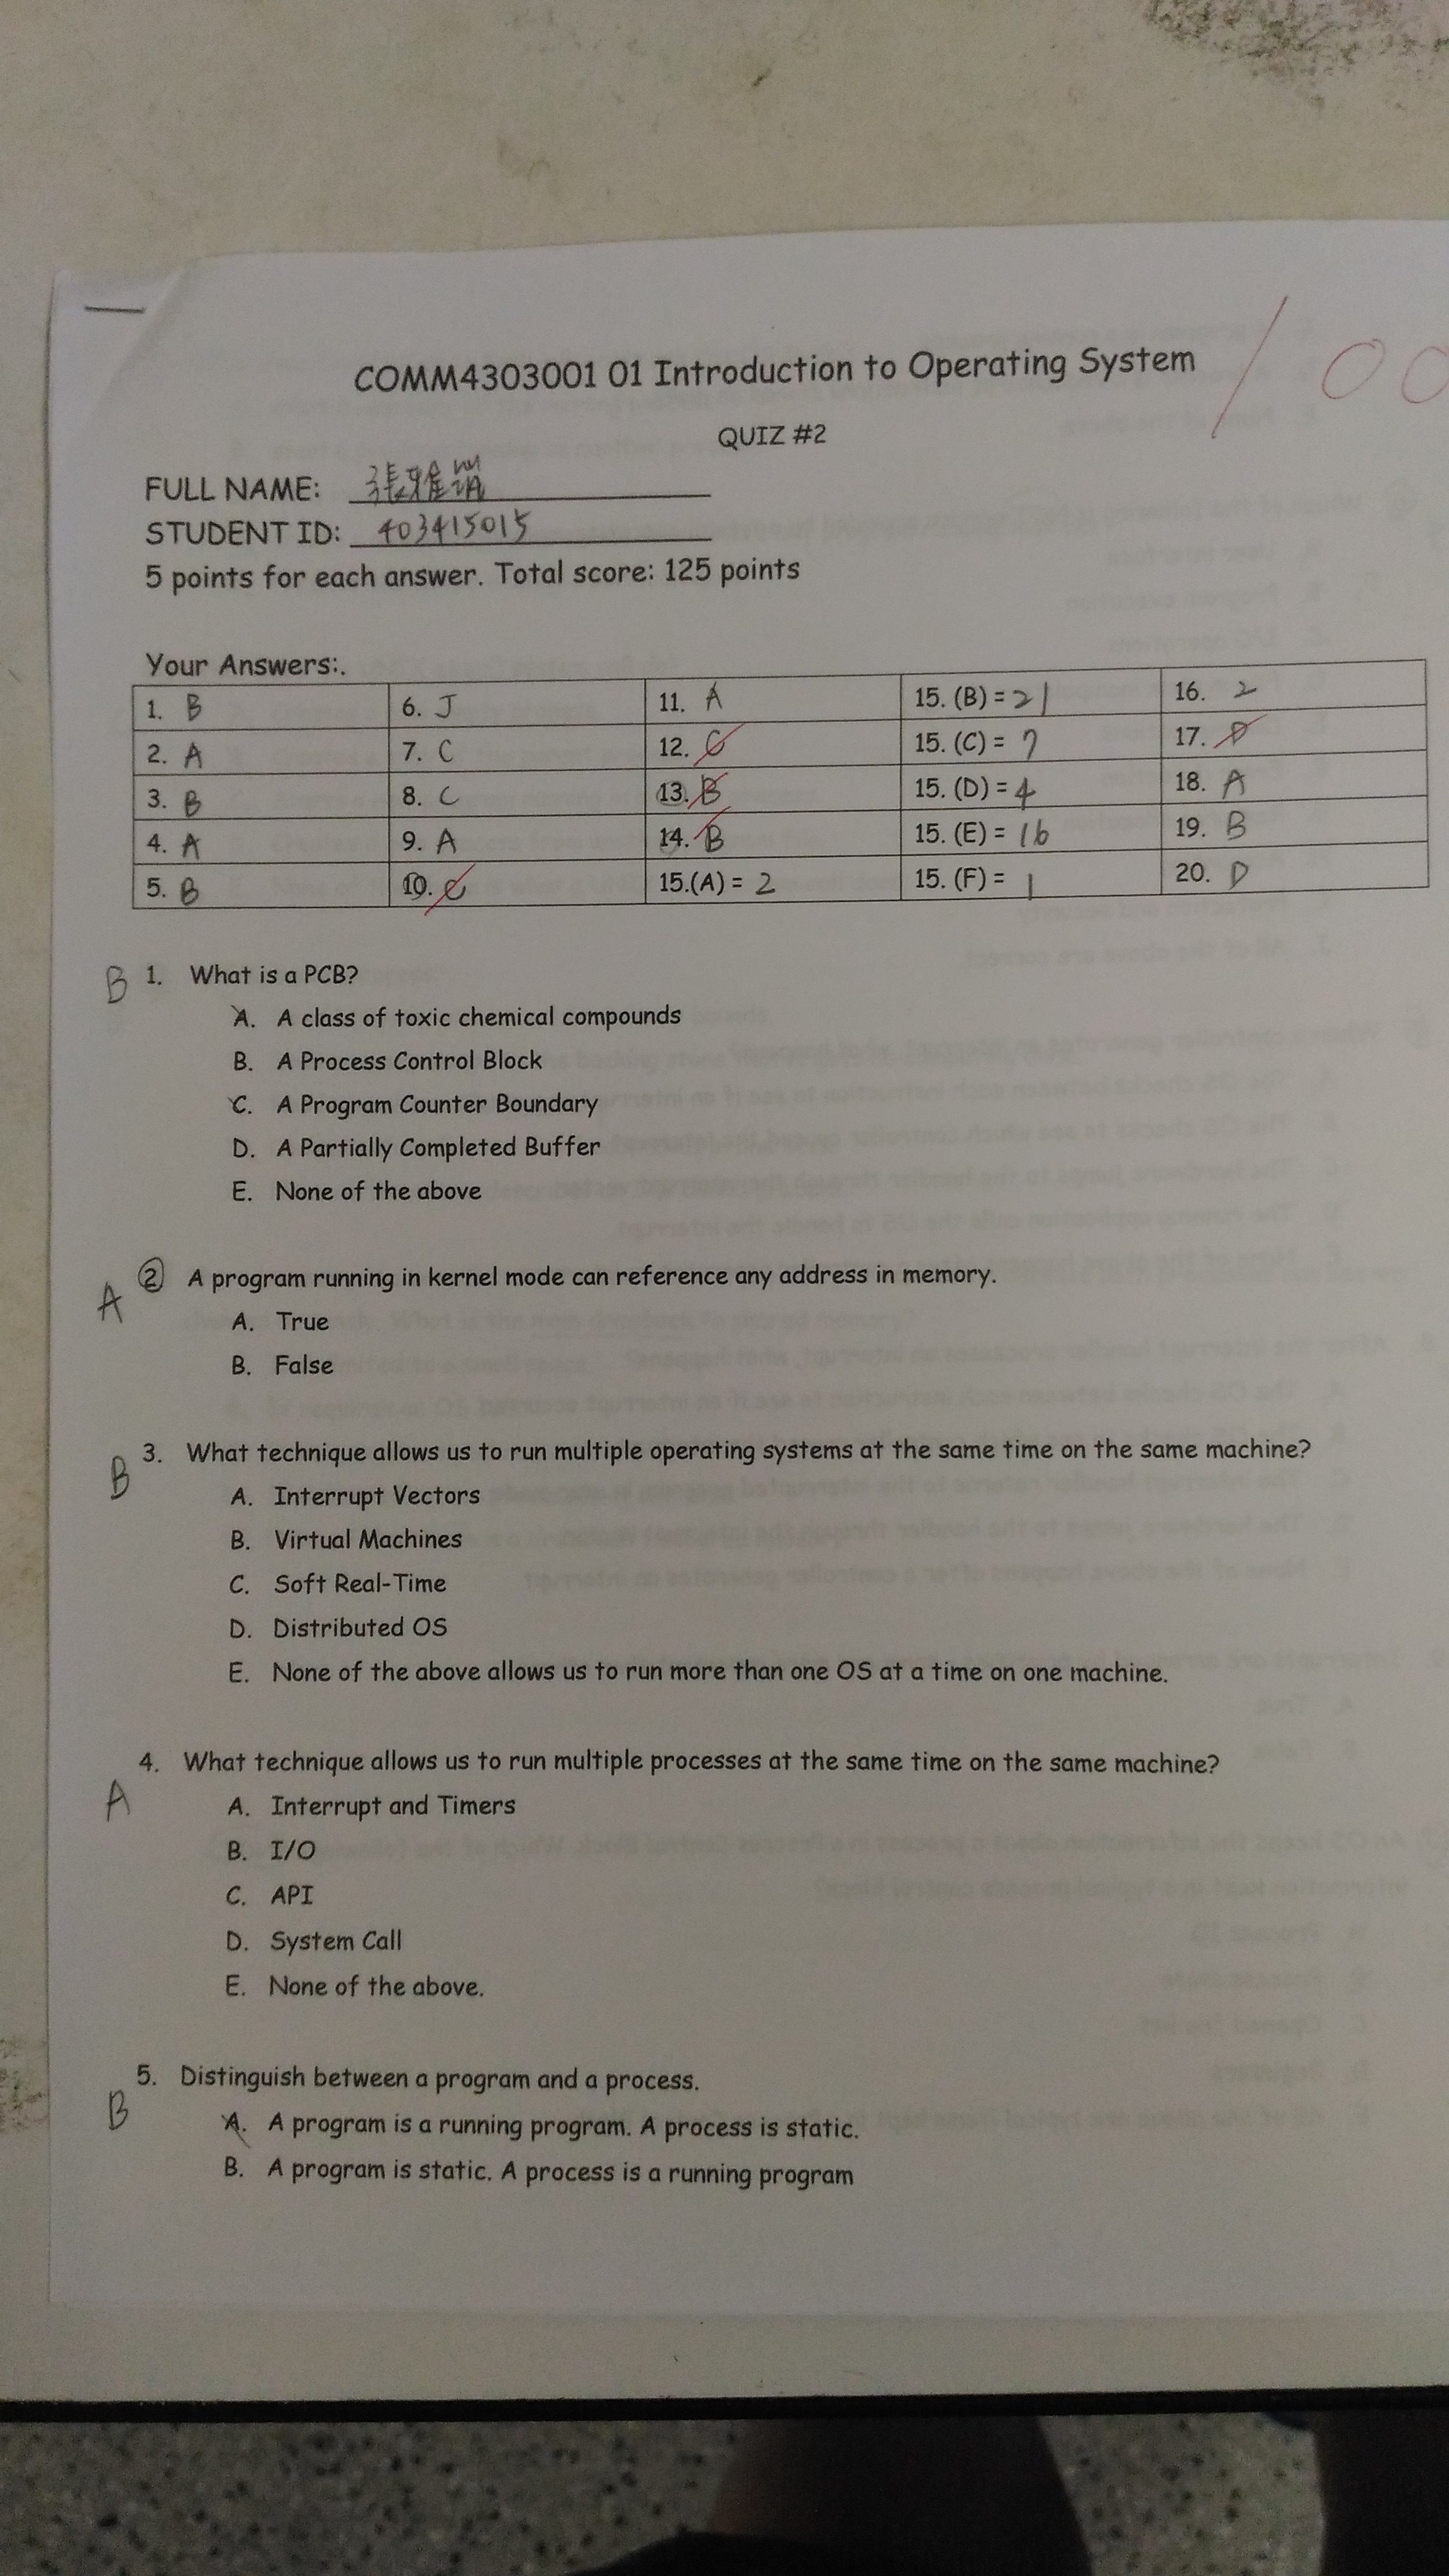 100
COMM4303001 01 Introduction to Operating System
QUIZ #2
FULL NAME: 張雅筑
STUDENT ID: 403415015
5 points for each answer. Total score: 125 points
Your Answers:.
1. B 6. J 11. A 15. (B) = 21 16. 2
2. A 7. C 12. C 15. (C) = 7 17. D
3. B 8. C 13. B 15. (D) = 4 18. A
4. A 9. A 14. B 15. (E) = 16 19. B
5. B 10. C 15.(A) = 2 15. (F) = 1 20. D
B 1. What is a PCB?
A. A class of toxic chemical compounds
B. A Process Control Block
C. A Program Counter Boundary
D. A Partially Completed Buffer
E. None of the above
A 2 A program running in kernel mode can reference any address in memory.
A. True
B. False
B 3. What technique allows us to run multiple operating systems at the same time on the same machine?
A. Interrupt Vectors
B. Virtual Machines
C. Soft Real-Time
D. Distributed OS
E. None of the above allows us to run more than one OS at a time on one machine.
A 4. What technique allows us to run multiple processes at the same time on the same machine?
A. Interrupt and Timers
B. I/O
C. API
D. System Call
E. None of the above.
B 5. Distinguish between a program and a process.
A. A program is a running program. A process is static.
B. A program is static. A process is a running program